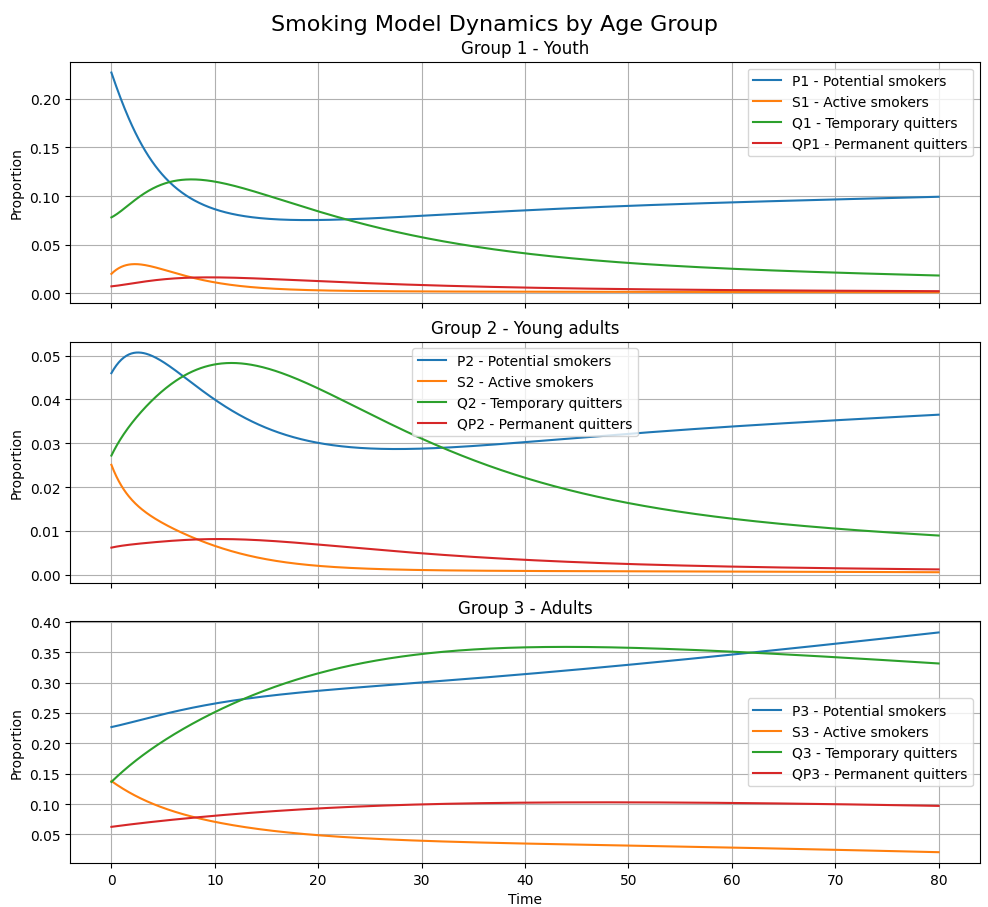 Smoking Model Dynamics by Age Group
Group 1 - Youth
0.20
0.15
0.10
0.05
0.00
Proportion
P1 - Potential smokers
S1 - Active smokers
Q1 - Temporary quitters
QP1 - Permanent quitters
Group 2 - Young adults
0.05
0.04
0.03
0.02
0.01
0.00
Proportion
P2 - Potential smokers
S2 - Active smokers
Q2 - Temporary quitters
QP2 - Permanent quitters
Group 3 - Adults
0.40
0.35
0.30
0.25
0.20
0.15
0.10
0.05
Proportion
P3 - Potential smokers
S3 - Active smokers
Q3 - Temporary quitters
QP3 - Permanent quitters
0 10 20 30 40 50 60 70 80
Time